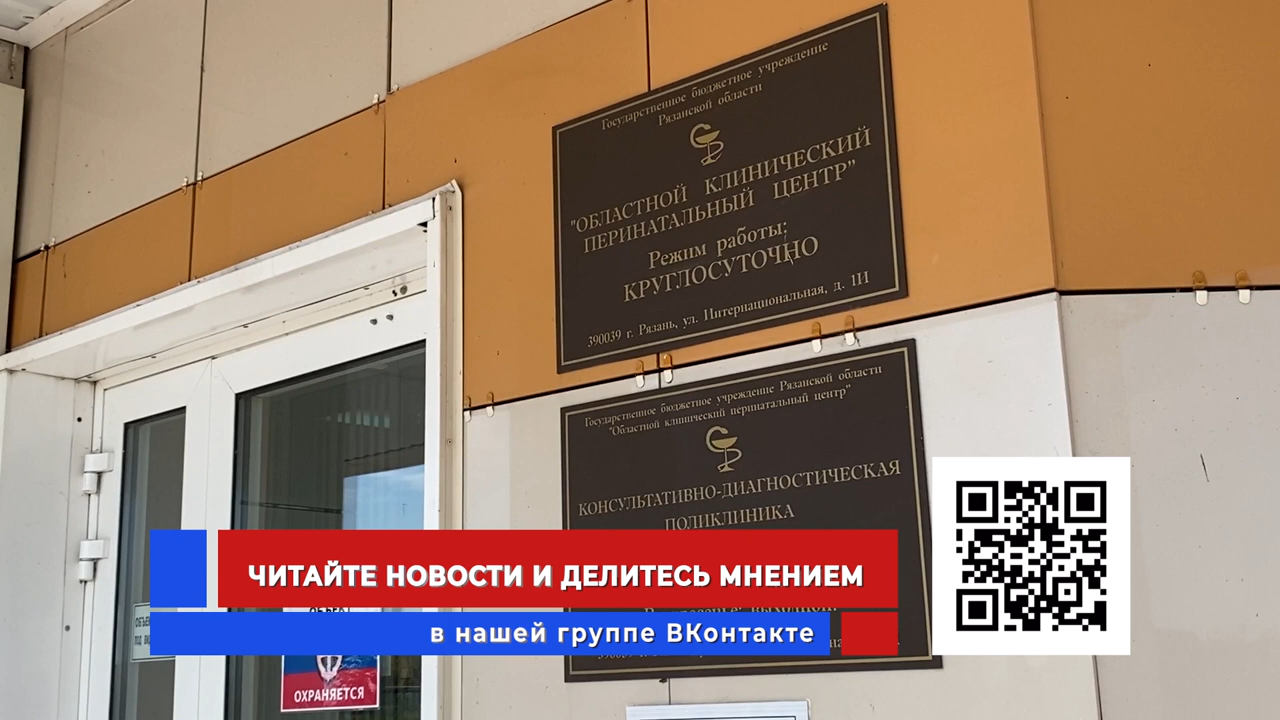 Государственное бюджетное учреждение
Рязанской области
"ОБЛАСТНОЙ КЛИНИЧЕСКИЙ
ПЕРИНАТАЛЬНЫЙ ЦЕНТР"
Режим работы:
КРУГЛОСУТОЧНО
390039 г. Рязань, ул. Интернациональная, д. 1И
Государственное бюджетное учреждение Рязанской области
"Областной клинический перинатальный центр"
КОНСУЛЬТАТИВНО-ДИАГНОСТИЧЕСКАЯ
ПОЛИКЛИНИКА
ЧИТАЙТЕ НОВОСТИ И ДЕЛИТЕСЬ МНЕНИЕМ
в нашей группе ВКонтакте
ОХРАНЯЕТСЯ